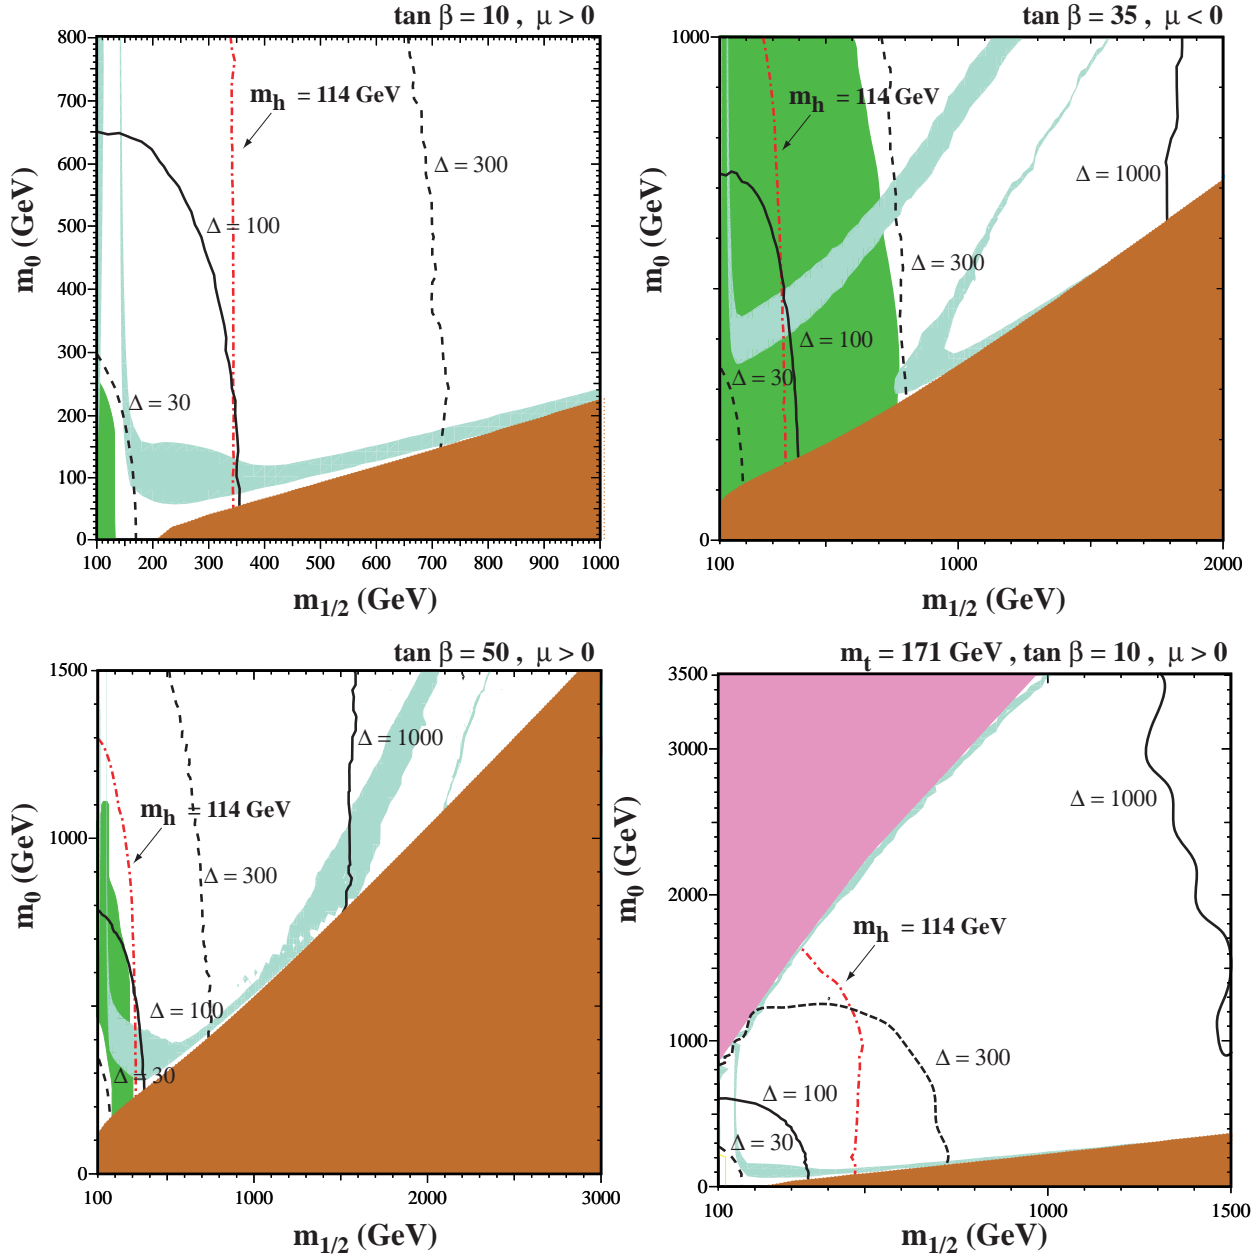 tan β = 10 , μ > 0
800
700
600
500
400
300
200
100
0
m0 (GeV)
mh = 114 GeV
Δ = 300
Δ = 100
Δ = 30
100 200 300 400 500 600 700 800 900 1000
m1/2 (GeV)
tan β = 35 , μ < 0
1000
0
m0 (GeV)
mh = 114 GeV
Δ = 1000
Δ = 300
Δ = 100
Δ = 30
100 1000 2000
m1/2 (GeV)
tan β = 50 , μ > 0
1500
1000
0
m0 (GeV)
Δ = 1000
mh = 114 GeV
Δ = 300
Δ = 100
Δ = 30
100 1000 2000 3000
m1/2 (GeV)
mt = 171 GeV , tan β = 10 , μ > 0
3500
3000
2000
1000
0
m0 (GeV)
Δ = 1000
mh = 114 GeV
Δ = 300
Δ = 100
Δ = 30
100 1000 1500
m1/2 (GeV)